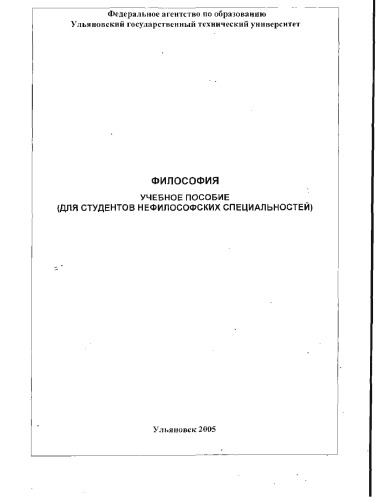 Федеральное агентство по образованию
Ульяновский государственный технический университет
ФИЛОСОФИЯ
УЧЕБНОЕ ПОСОБИЕ
(ДЛЯ СТУДЕНТОВ НЕФИЛОСОФСКИХ СПЕЦИАЛЬНОСТЕЙ)
Ульяновск 2005